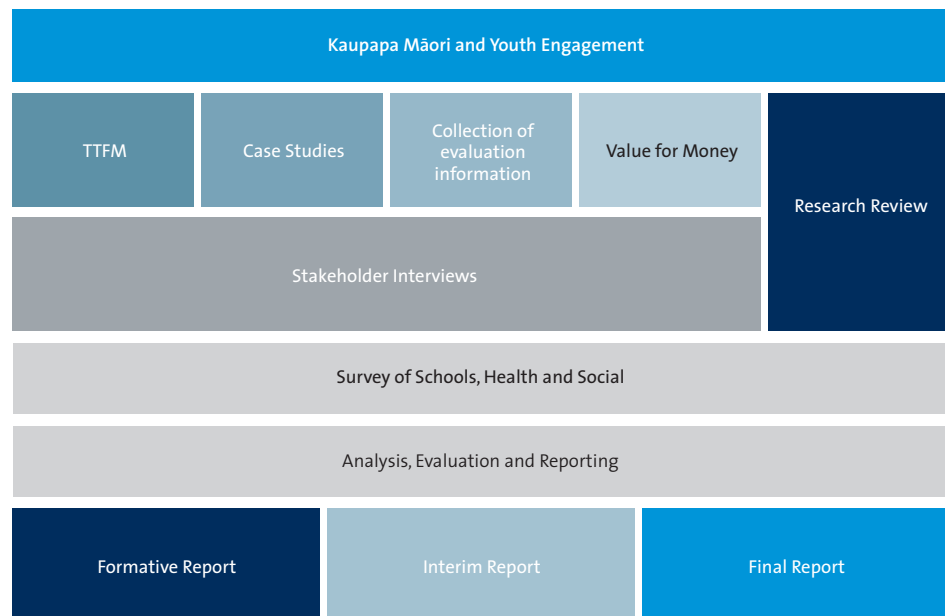 Kaupapa Māori and Youth Engagement
TTFM
Case Studies
Collection of
evaluation
information
Value for Money
Research Review
Stakeholder Interviews
Survey of Schools, Health and Social
Analysis, Evaluation and Reporting
Formative Report
Interim Report
Final Report